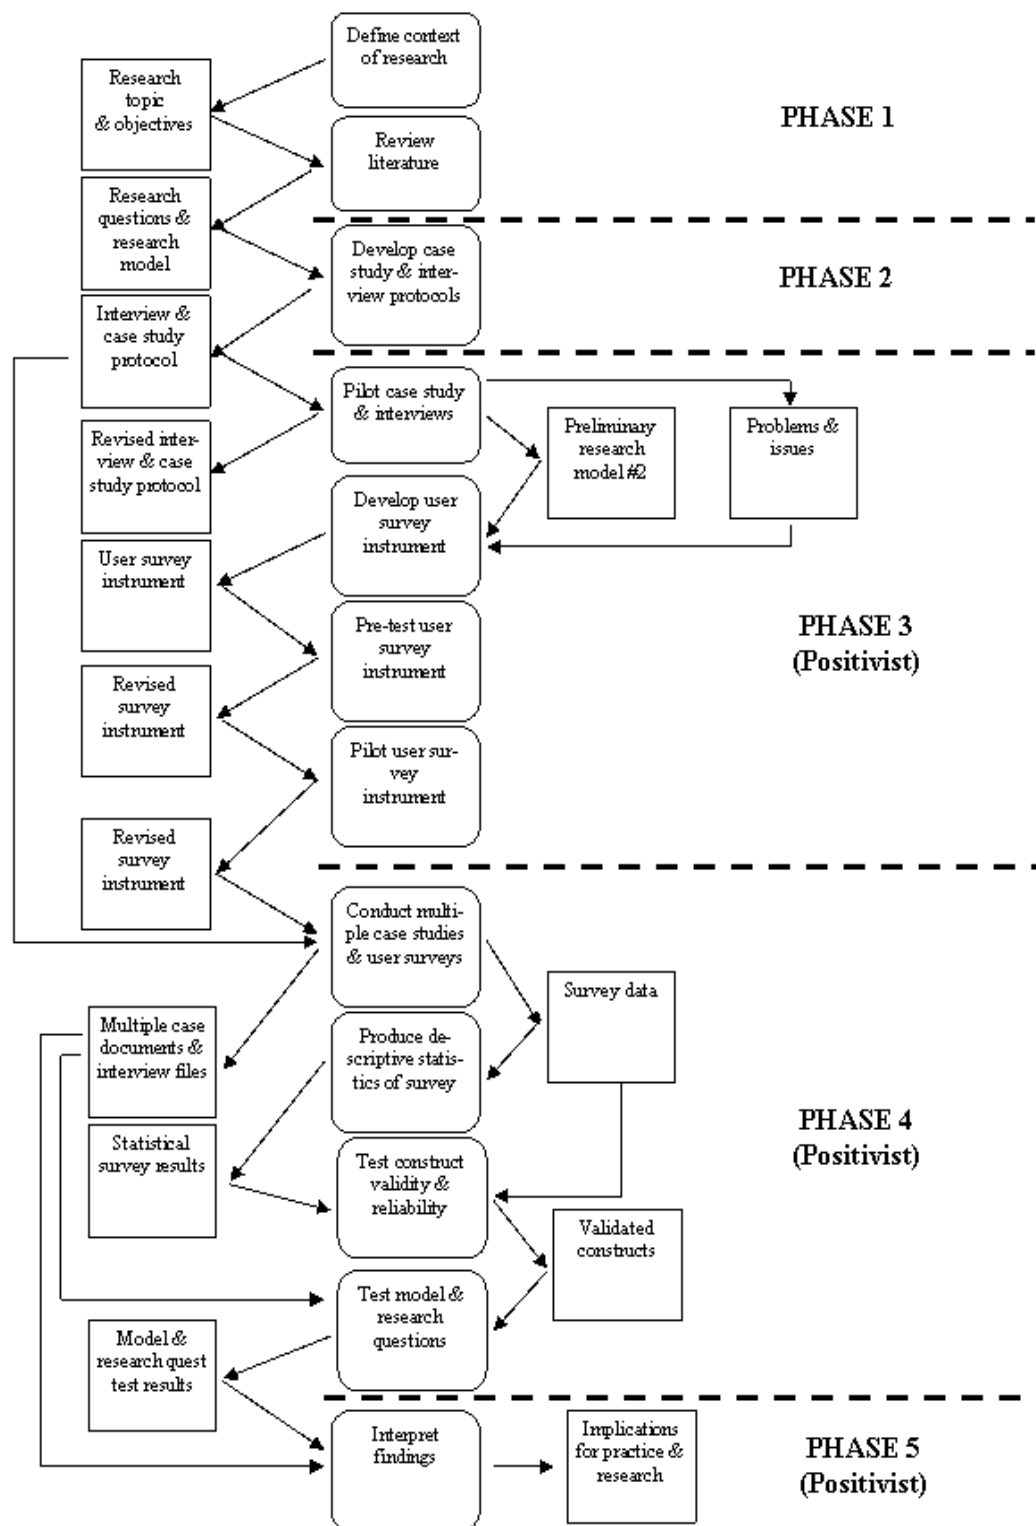 Define context
of research
Research
topic
& objectives
PHASE 1
Review
literature
Research
questions &
research
model
Develop case
study & inter-
view protocols
PHASE 2
Interview &
case study
protocol
Pilot case study
& interviews
Preliminary
research
model #2
Problems &
issues
Revised inter-
view & case
study protocol
Develop user
survey
instrument
User survey
instrument
Pre-test user
survey
instrument
PHASE 3
(Positivist)
Revised
survey
instrument
Pilot user sur-
vey
instrument
Revised
survey
instrument
Conduct multi-
ple case studies
& user surveys
Survey data
Multiple case
documents &
interview files
Produce de-
scriptive statis-
tics of survey
PHASE 4
(Positivist)
Statistical
survey results
Test construct
validity &
reliability
Validated
constructs
Test model &
research
questions
Model &
research quest
test results
Interpret
findings
Implications
for practice &
research
PHASE 5
(Positivist)